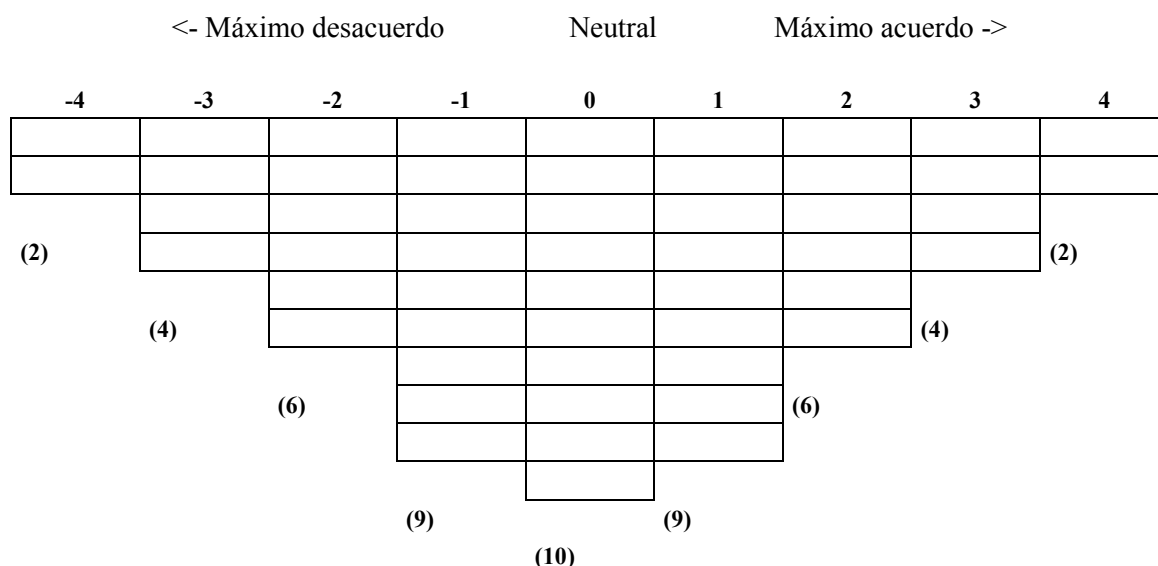 <- Máximo desacuerdo Neutral Máximo acuerdo ->
-4 -3 -2 -1 0 1 2 3 4
(2) (2)
(4) (4)
(6) (6)
(9) (9)
(10)